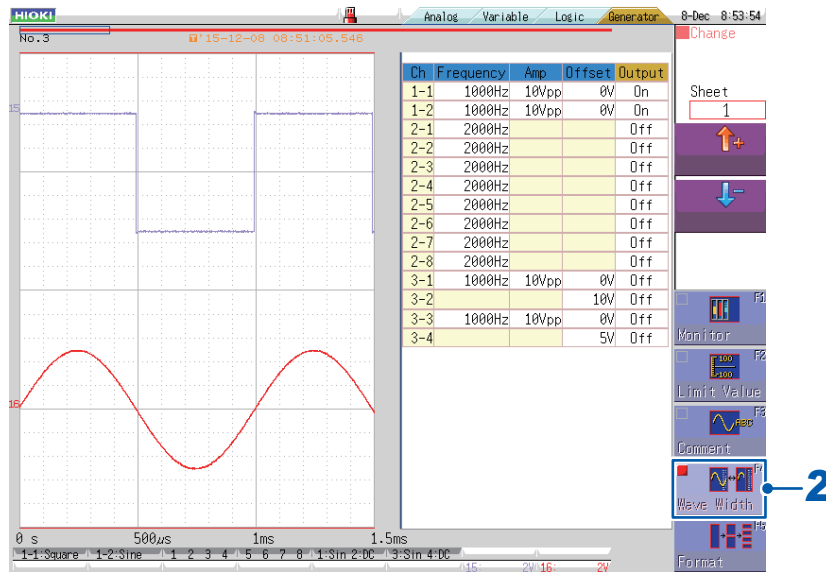 HIOKI
Analog Variable Logic Generator
8-Dec 8:53:54
No.3 '15-12-08 08:51:05.546
Change
Ch Frequency Amp Offset Output
1-1 1000Hz 10Vpp 0V On
1-2 1000Hz 10Vpp 0V On
2-1 2000Hz Off
2-2 2000Hz Off
2-3 2000Hz Off
2-4 2000Hz Off
2-5 2000Hz Off
2-6 2000Hz Off
2-7 2000Hz Off
2-8 2000Hz Off
3-1 1000Hz 10Vpp 0V Off
3-2 10V Off
3-3 1000Hz 10Vpp 0V Off
3-4 5V Off
Sheet
1
+
-
15
16
F1
Monitor
F2
100
-100
Limit Value
F3
ABC
Comment
F4
Wave Width
2
F5
Format
0 s 500µs 1ms 1.5ms
1-1:Square 1-2:Sine 1 2 3 4 5 6 7 8 1:Sin 2:DC 3:Sin 4:DC
15: 2V 16: 2V